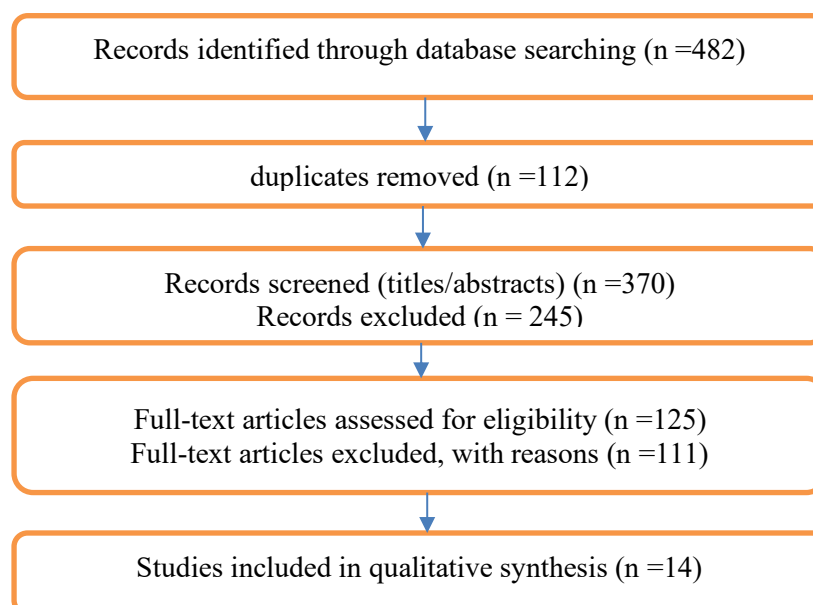 Records identified through database searching (n =482)
duplicates removed (n =112)
Records screened (titles/abstracts) (n =370)
Records excluded (n = 245)
Full-text articles assessed for eligibility (n =125)
Full-text articles excluded, with reasons (n =111)
Studies included in qualitative synthesis (n =14)